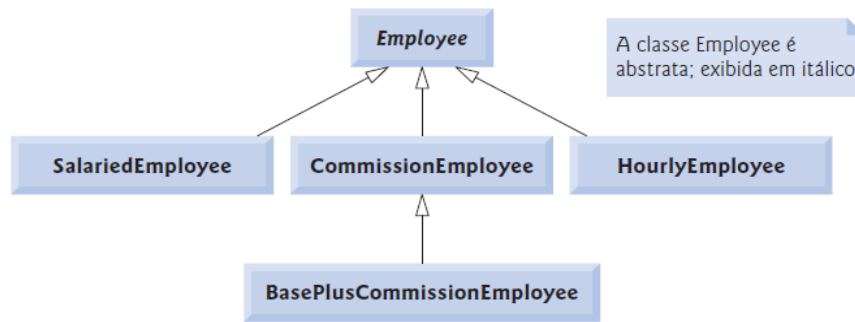 Employee
A classe Employee é
abstrata; exibida em itálico
SalariedEmployee
CommissionEmployee
HourlyEmployee
BasePlusCommissionEmployee